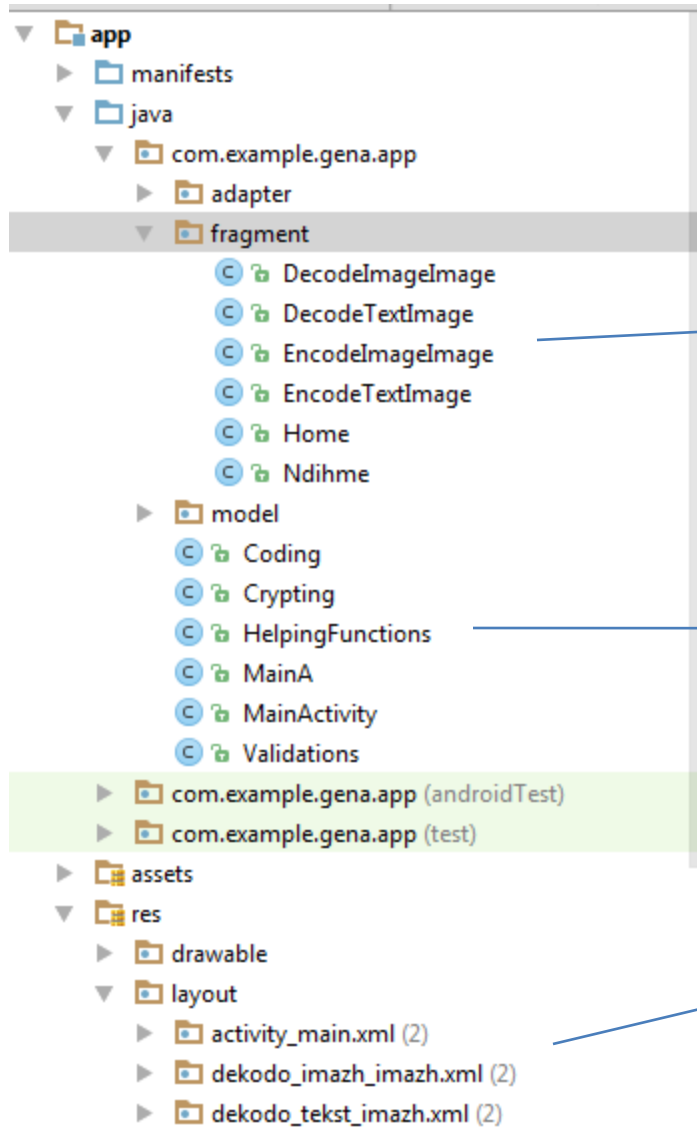 app
manifests
java
com.example.gena.app
adapter
fragment
DecodeImageImage
DecodeTextImage
EncodeImageImage
EncodeTextImage
Home
Ndihme
model
Coding
Crypting
HelpingFunctions
MainA
MainActivity
Validations
com.example.gena.app (androidTest)
com.example.gena.app (test)
assets
res
drawable
layout
activity_main.xml (2)
dekodo_imazh_imazh.xml (2)
dekodo_tekst_imazh.xml (2)